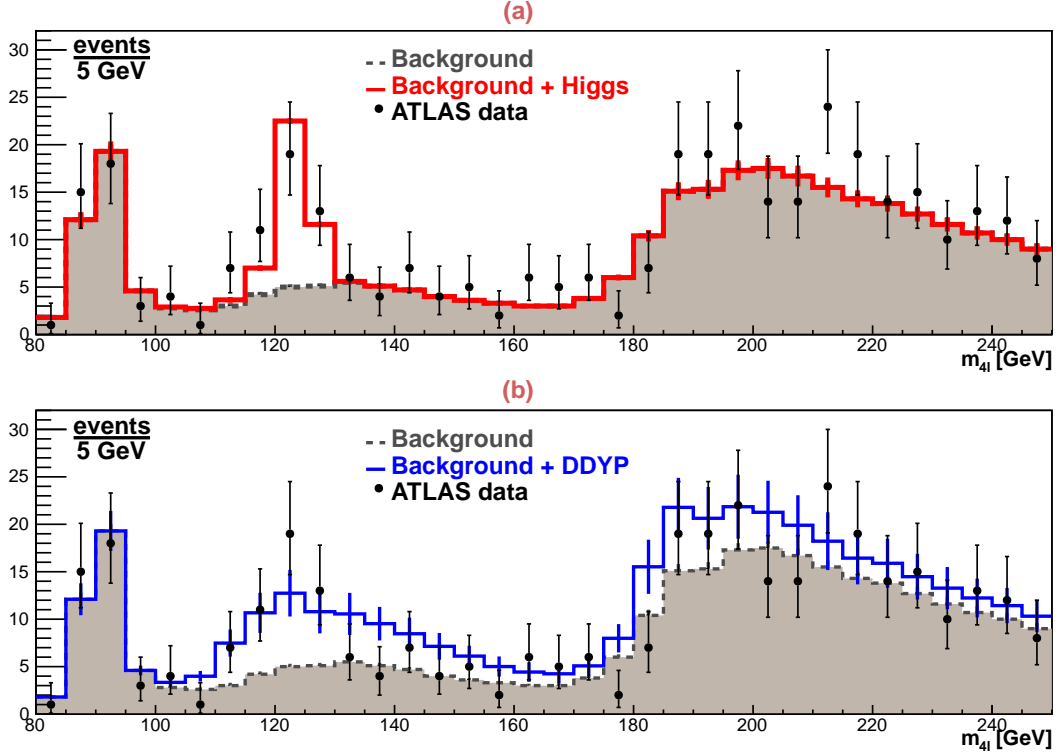 (a)
events
5 GeV
Background
Background + Higgs
ATLAS data
30
25
20
15
10
5
0
80 100 120 140 160 180 200 220 240
m4l [GeV]
(b)
events
5 GeV
Background
Background + DDYP
ATLAS data
30
25
20
15
10
5
0
80 100 120 140 160 180 200 220 240
m4l [GeV]